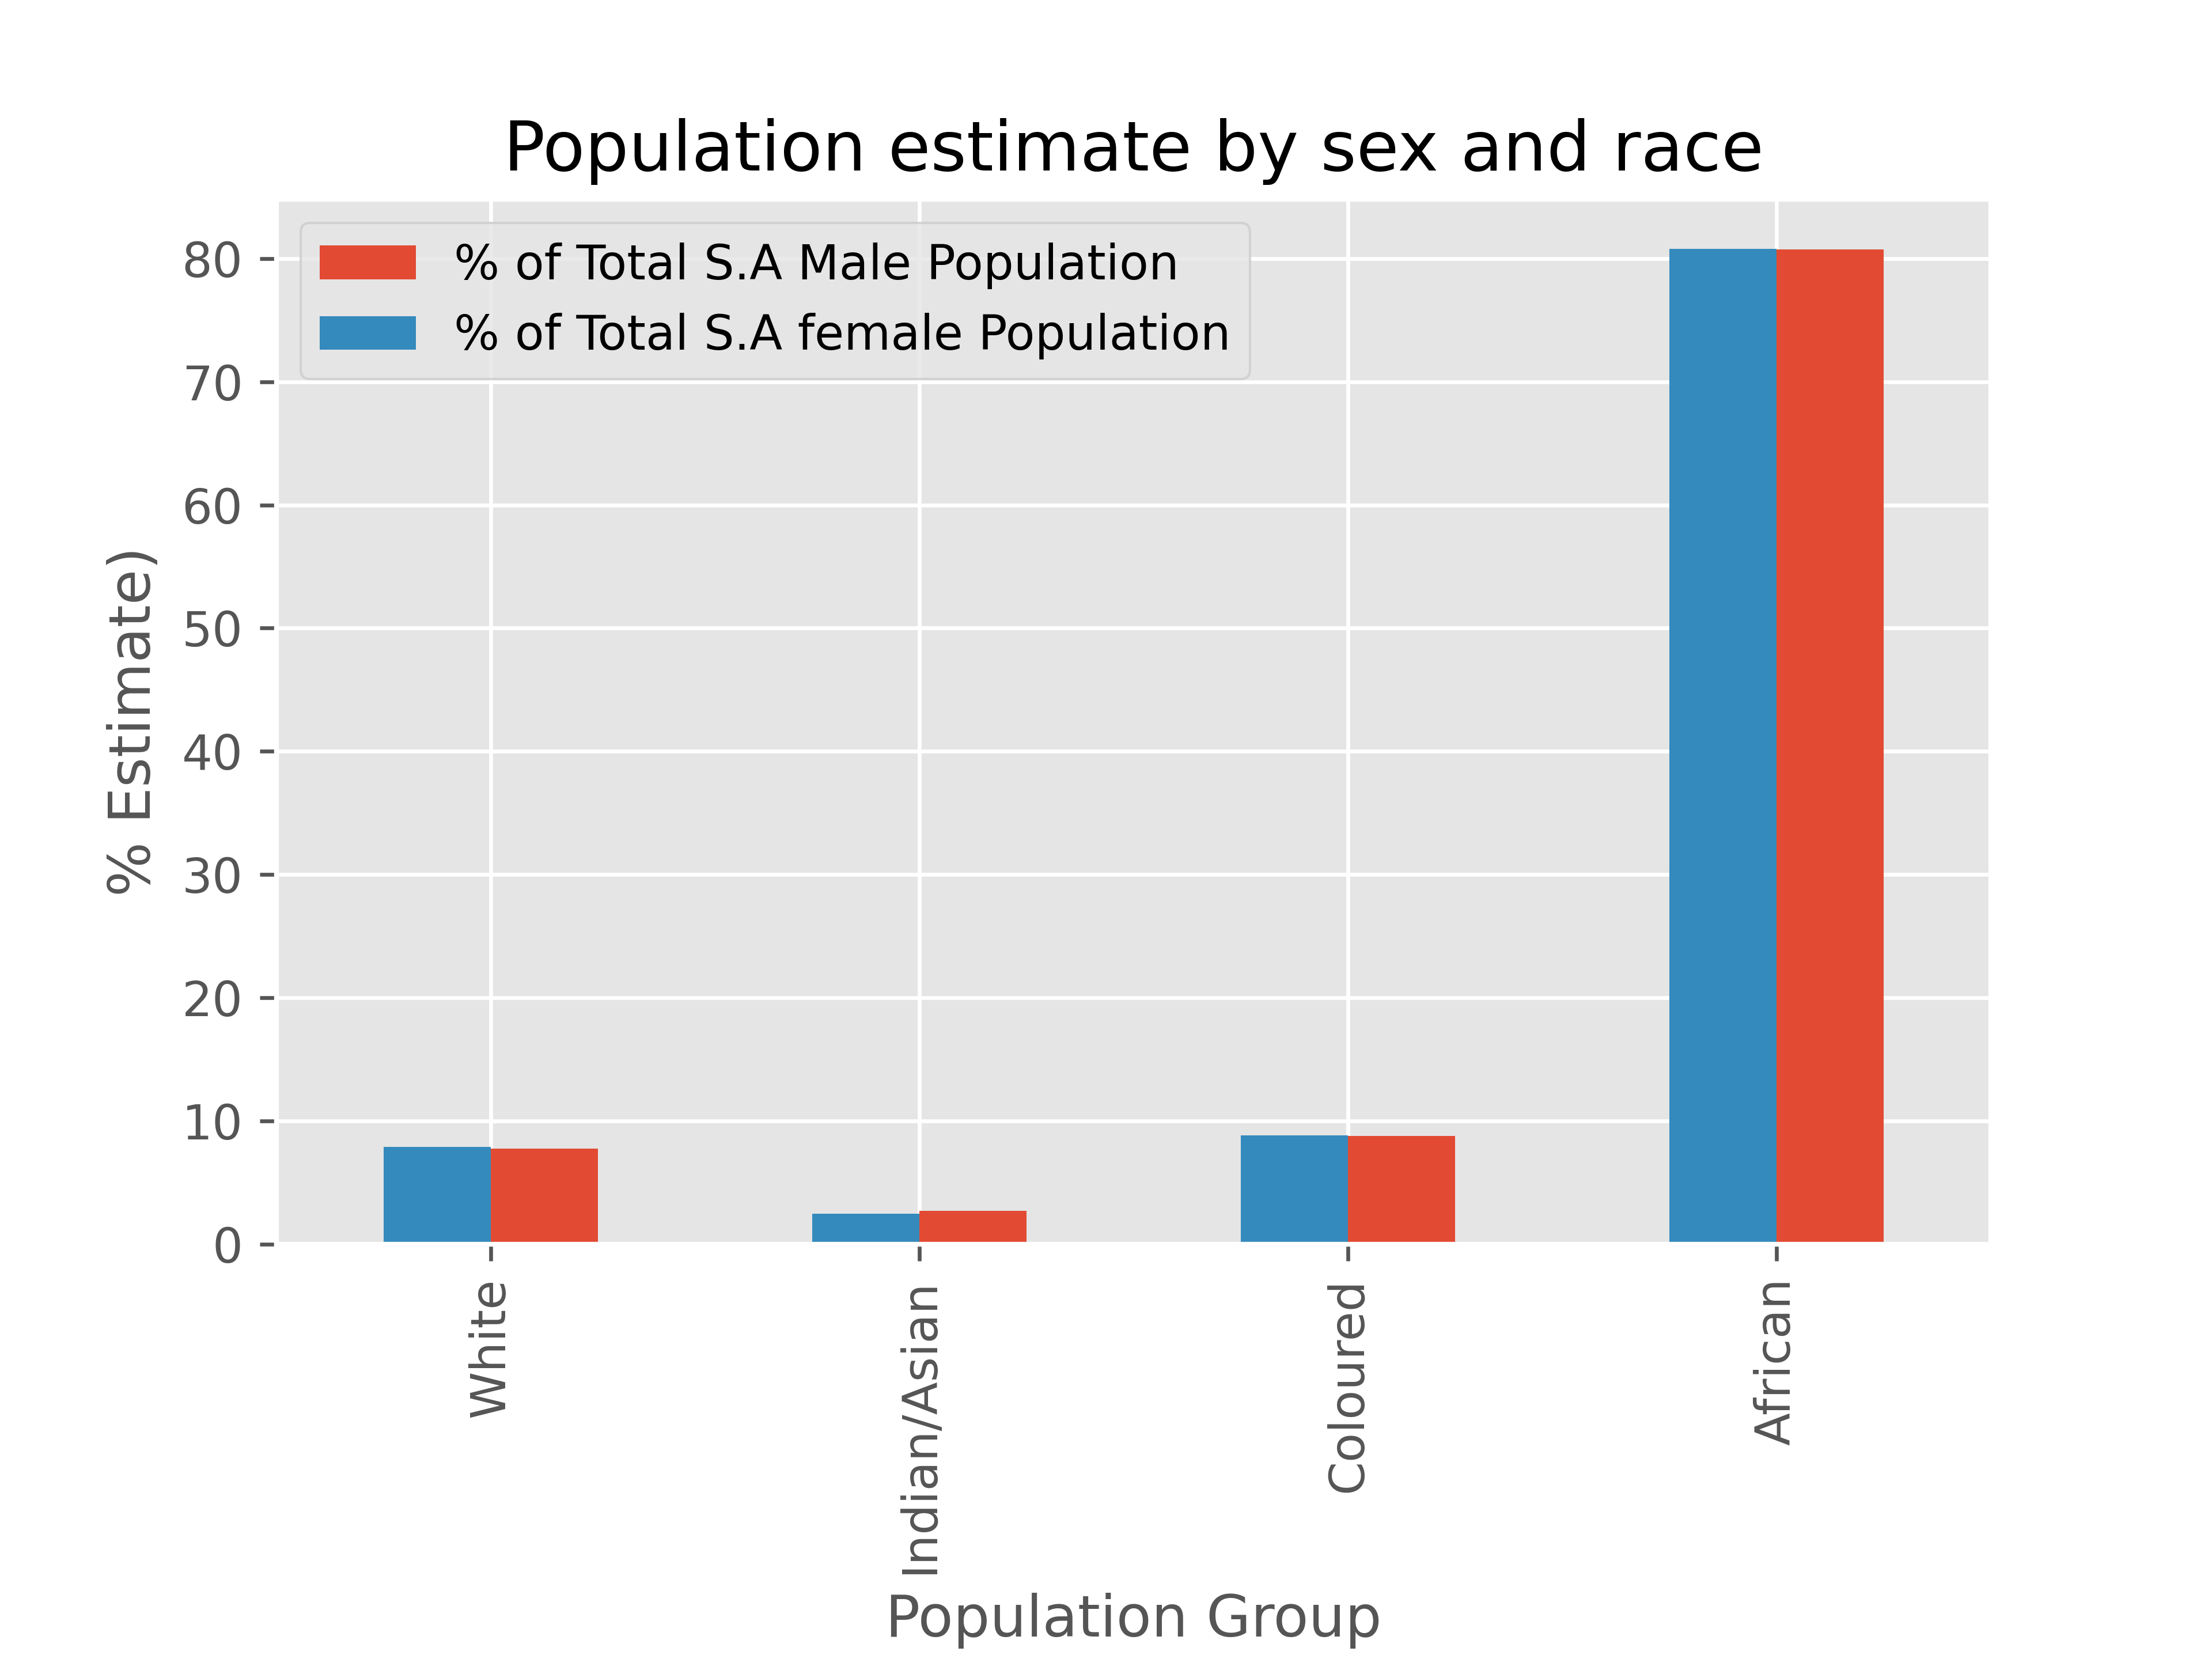 Population estimate by sex and race
% of Total S.A Male Population
% of Total S.A female Population
80
70
60
50
40
30
20
10
0
% Estimate)
White
Indian/Asian
Coloured
African
Population Group